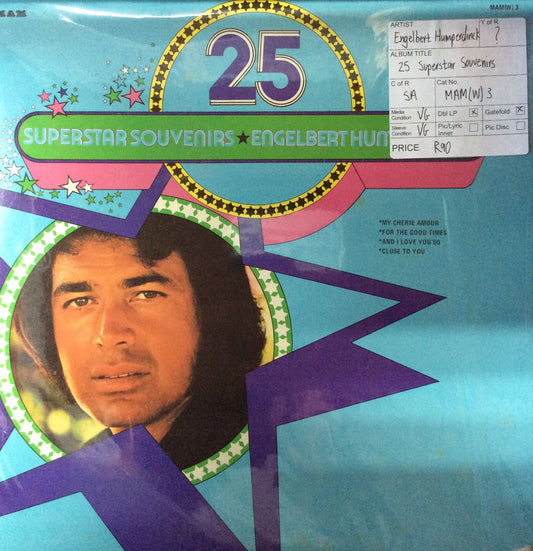 MAM
MAM(W) 3
25
SUPERSTAR SOUVENIRS★ENGELBERT HUM
ARTIST Y of R
Engelbert Humperdinck ?
ALBUM TITLE
25 Superstar Souvenirs
C of R Cat No.
SA MAM(W) 3
Media Condition VG Dbl LP ☒ Gatefold ☒
Sleeve Condition VG Pic/Lyric Inner ☐ Pic Disc ☐
PRICE R90
*MY CHERIE AMOUR
*FOR THE GOOD TIMES
*AND I LOVE YOU SO
*CLOSE TO YOU